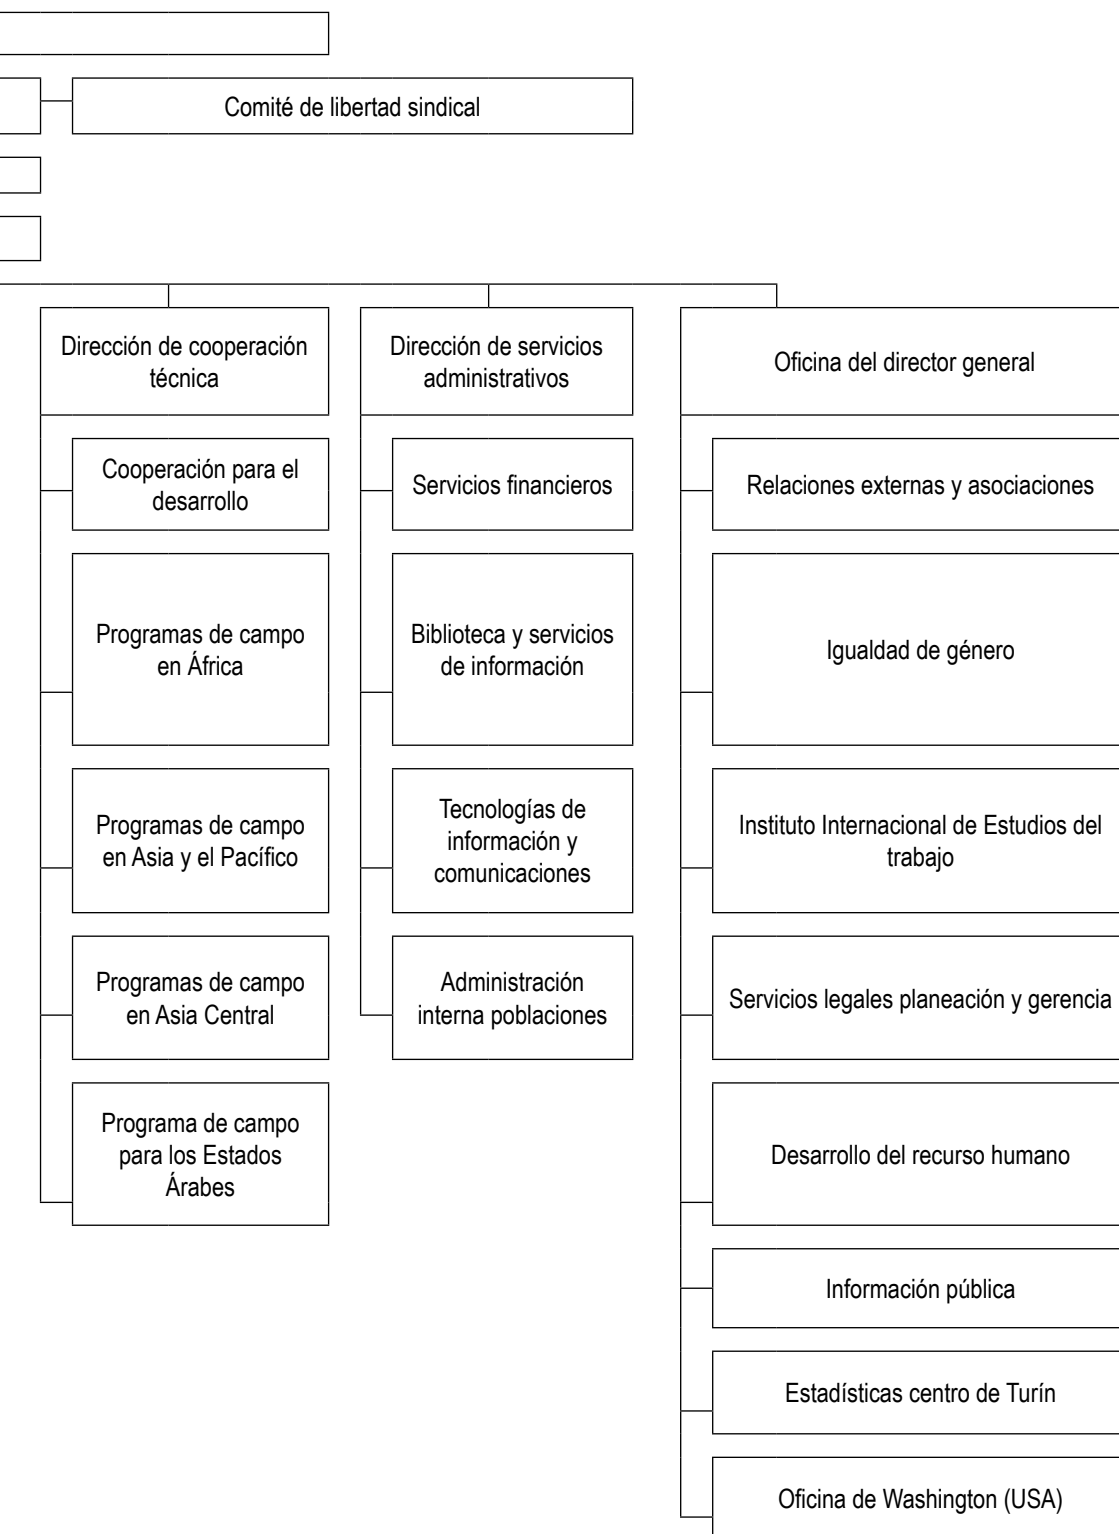 Comité de libertad sindical
Dirección de cooperación
técnica
Cooperación para el
desarrollo
Programas de campo
en África
Programas de campo
en Asia y el Pacífico
Programas de campo
en Asia Central
Programa de campo
para los Estados
Árabes
Dirección de servicios
administrativos
Servicios financieros
Biblioteca y servicios
de información
Tecnologías de
información y
comunicaciones
Administración
interna poblaciones
Oficina del director general
Relaciones externas y asociaciones
Igualdad de género
Instituto Internacional de Estudios del
trabajo
Servicios legales planeación y gerencia
Desarrollo del recurso humano
Información pública
Estadísticas centro de Turín
Oficina de Washington (USA)